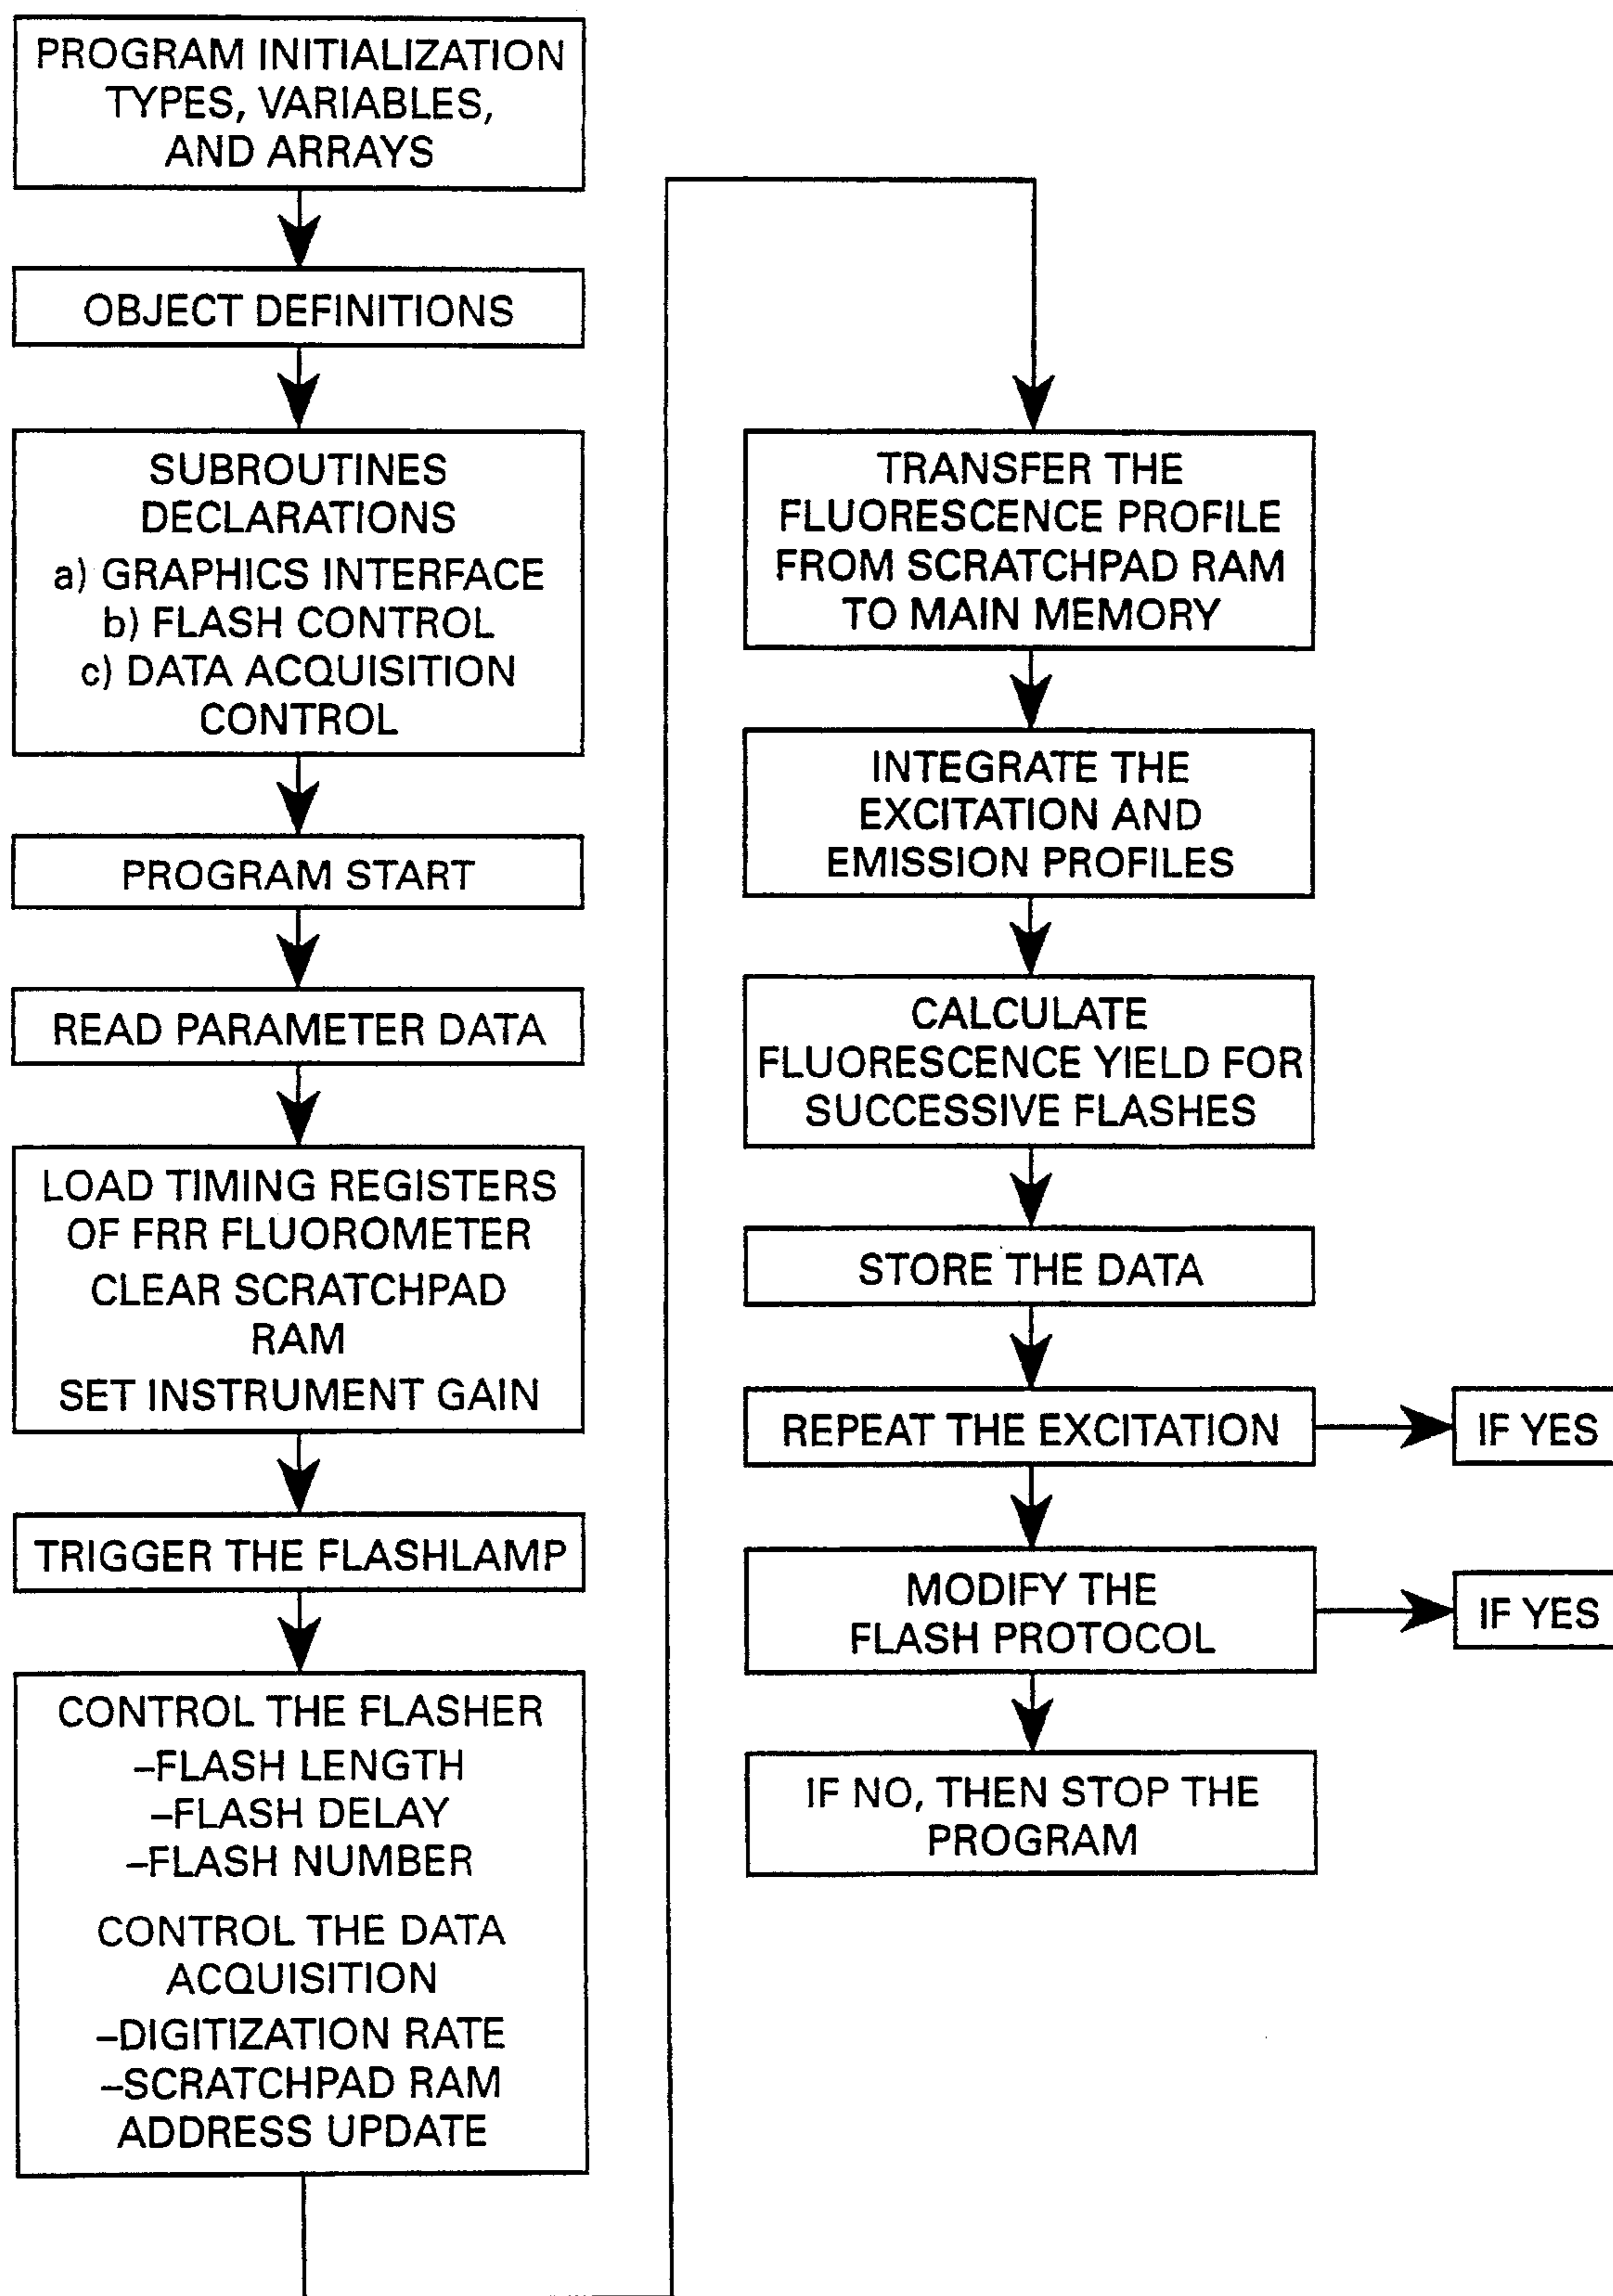 PROGRAM INITIALIZATION
TYPES, VARIABLES,
AND ARRAYS
OBJECT DEFINITIONS
SUBROUTINES
DECLARATIONS
a) GRAPHICS INTERFACE
b) FLASH CONTROL
c) DATA ACQUISITION
CONTROL
PROGRAM START
READ PARAMETER DATA
LOAD TIMING REGISTERS
OF FRR FLUOROMETER
CLEAR SCRATCHPAD
RAM
SET INSTRUMENT GAIN
TRIGGER THE FLASHLAMP
CONTROL THE FLASHER
–FLASH LENGTH
–FLASH DELAY
–FLASH NUMBER
CONTROL THE DATA
ACQUISITION
–DIGITIZATION RATE
–SCRATCHPAD RAM
ADDRESS UPDATE
TRANSFER THE
FLUORESCENCE PROFILE
FROM SCRATCHPAD RAM
TO MAIN MEMORY
INTEGRATE THE
EXCITATION AND
EMISSION PROFILES
CALCULATE
FLUORESCENCE YIELD FOR
SUCCESSIVE FLASHES
STORE THE DATA
REPEAT THE EXCITATION
IF YES
MODIFY THE
FLASH PROTOCOL
IF YES
IF NO, THEN STOP THE
PROGRAM